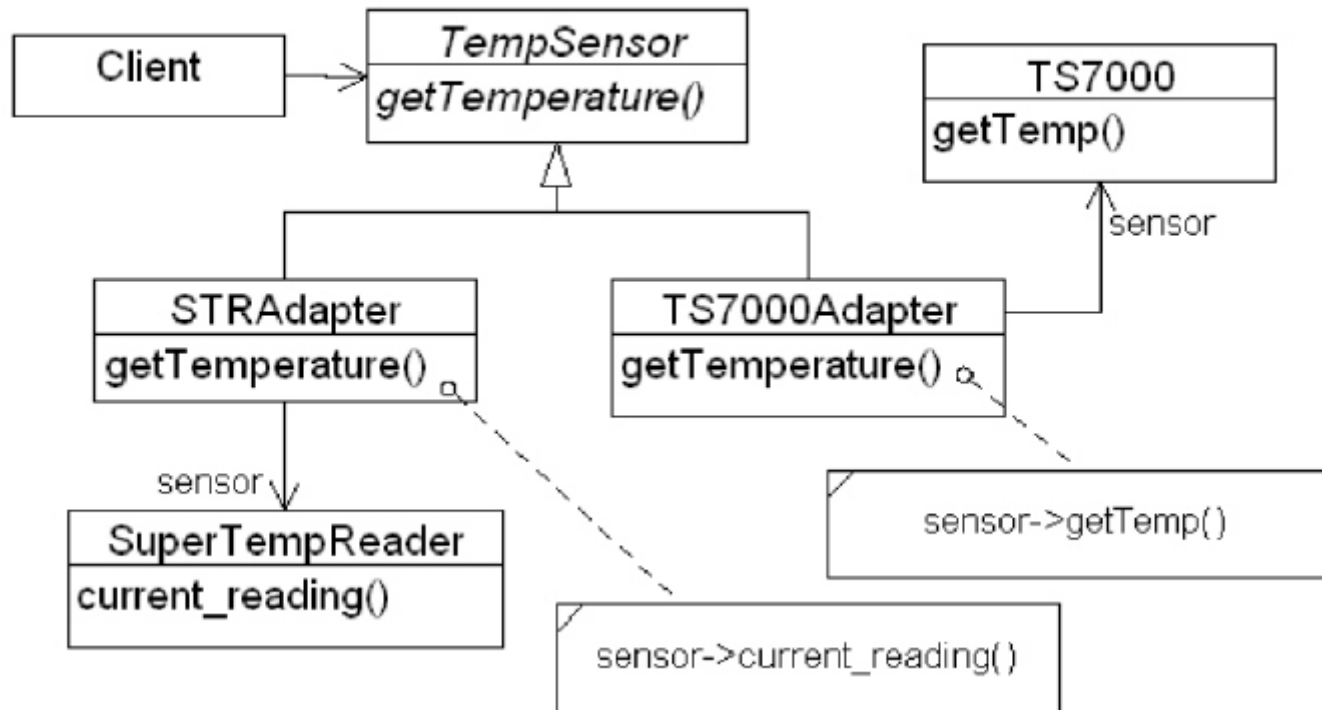 Client
TempSensor
getTemperature()
TS7000
getTemp()
sensor
STRAdapter
getTemperature()
TS7000Adapter
getTemperature()
sensor
SuperTempReader
current_reading()
sensor->getTemp()
sensor->current_reading()